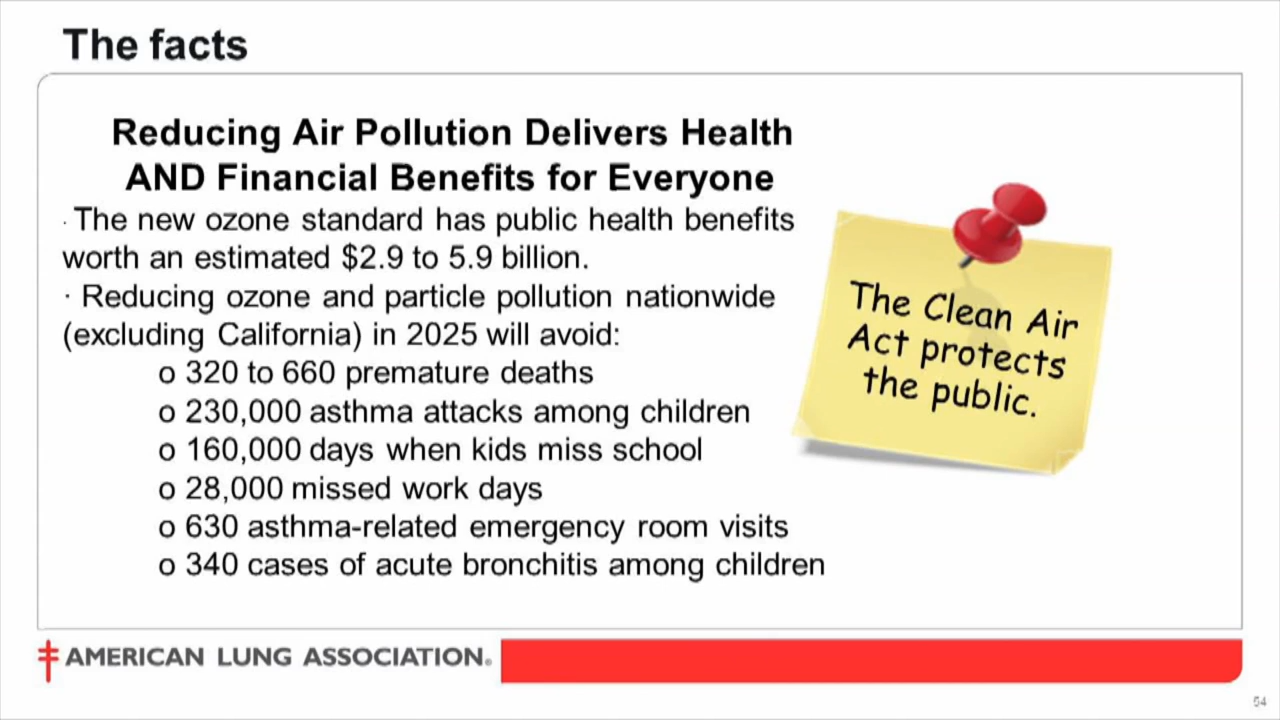 The facts
Reducing Air Pollution Delivers Health
AND Financial Benefits for Everyone
· The new ozone standard has public health benefits
worth an estimated $2.9 to 5.9 billion.
· Reducing ozone and particle pollution nationwide
(excluding California) in 2025 will avoid:
o 320 to 660 premature deaths
o 230,000 asthma attacks among children
o 160,000 days when kids miss school
o 28,000 missed work days
o 630 asthma-related emergency room visits
o 340 cases of acute bronchitis among children
The Clean Air
Act protects
the public.
AMERICAN LUNG ASSOCIATION®
54